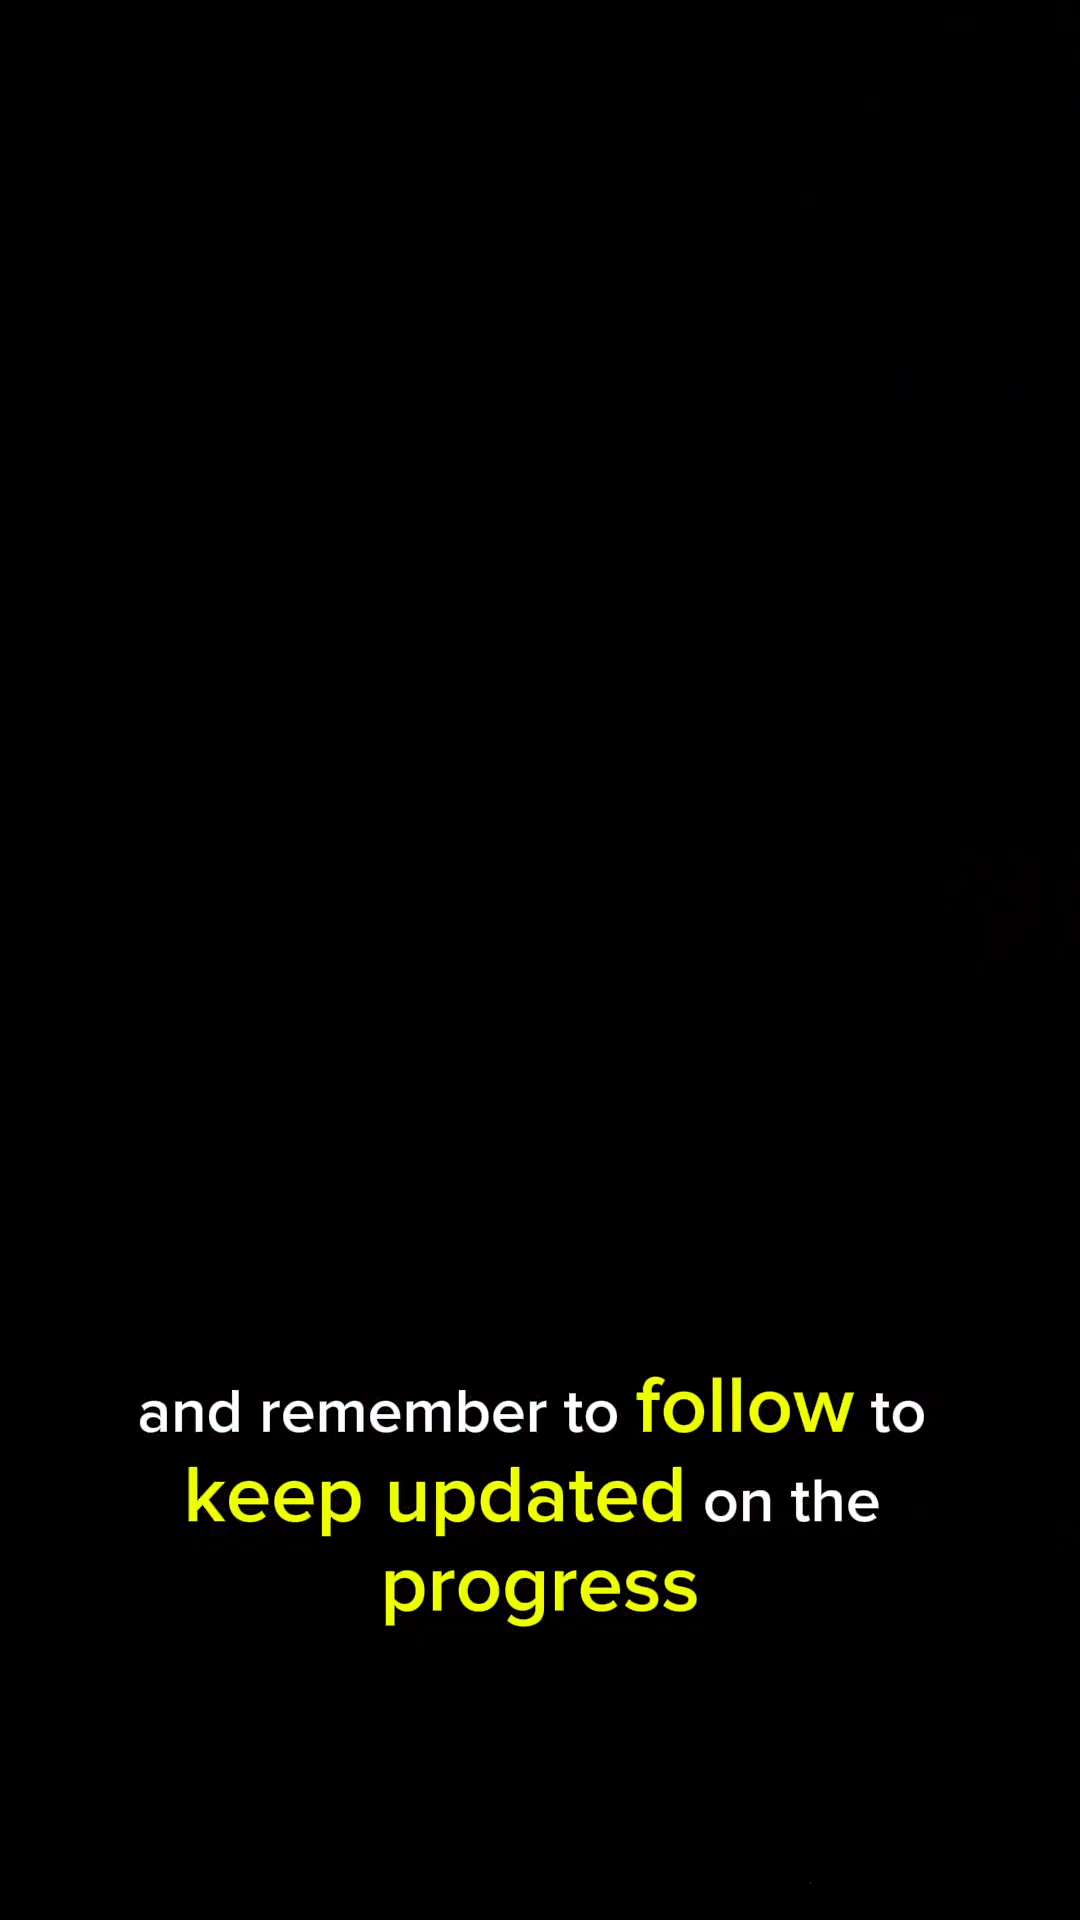 and remember to follow to
keep updated on the
progress